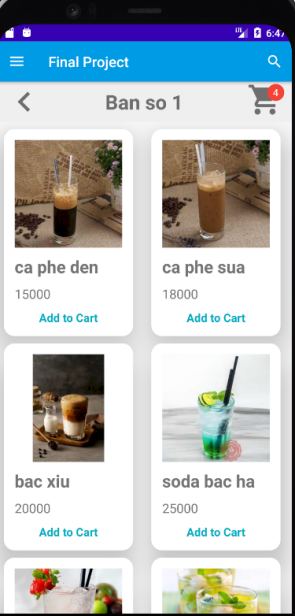 6:47
Final Project
Ban so 1
4
ca phe den
ca phe sua
15000
18000
Add to Cart
Add to Cart
bac xiu
soda bac ha
20000
25000
Add to Cart
Add to Cart